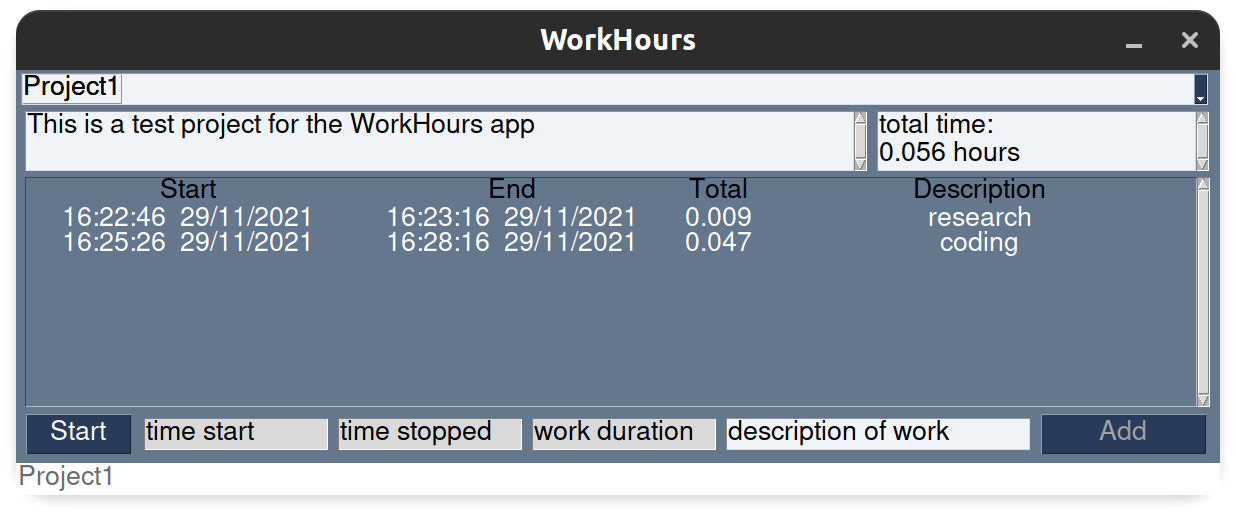 WorkHours
Project1
This is a test project for the WorkHours app
total time:
0.056 hours
Start End Total Description
16:22:46 29/11/2021 16:23:16 29/11/2021 0.009 research
16:25:26 29/11/2021 16:28:16 29/11/2021 0.047 coding
Start time start time stopped work duration description of work Add
Project1